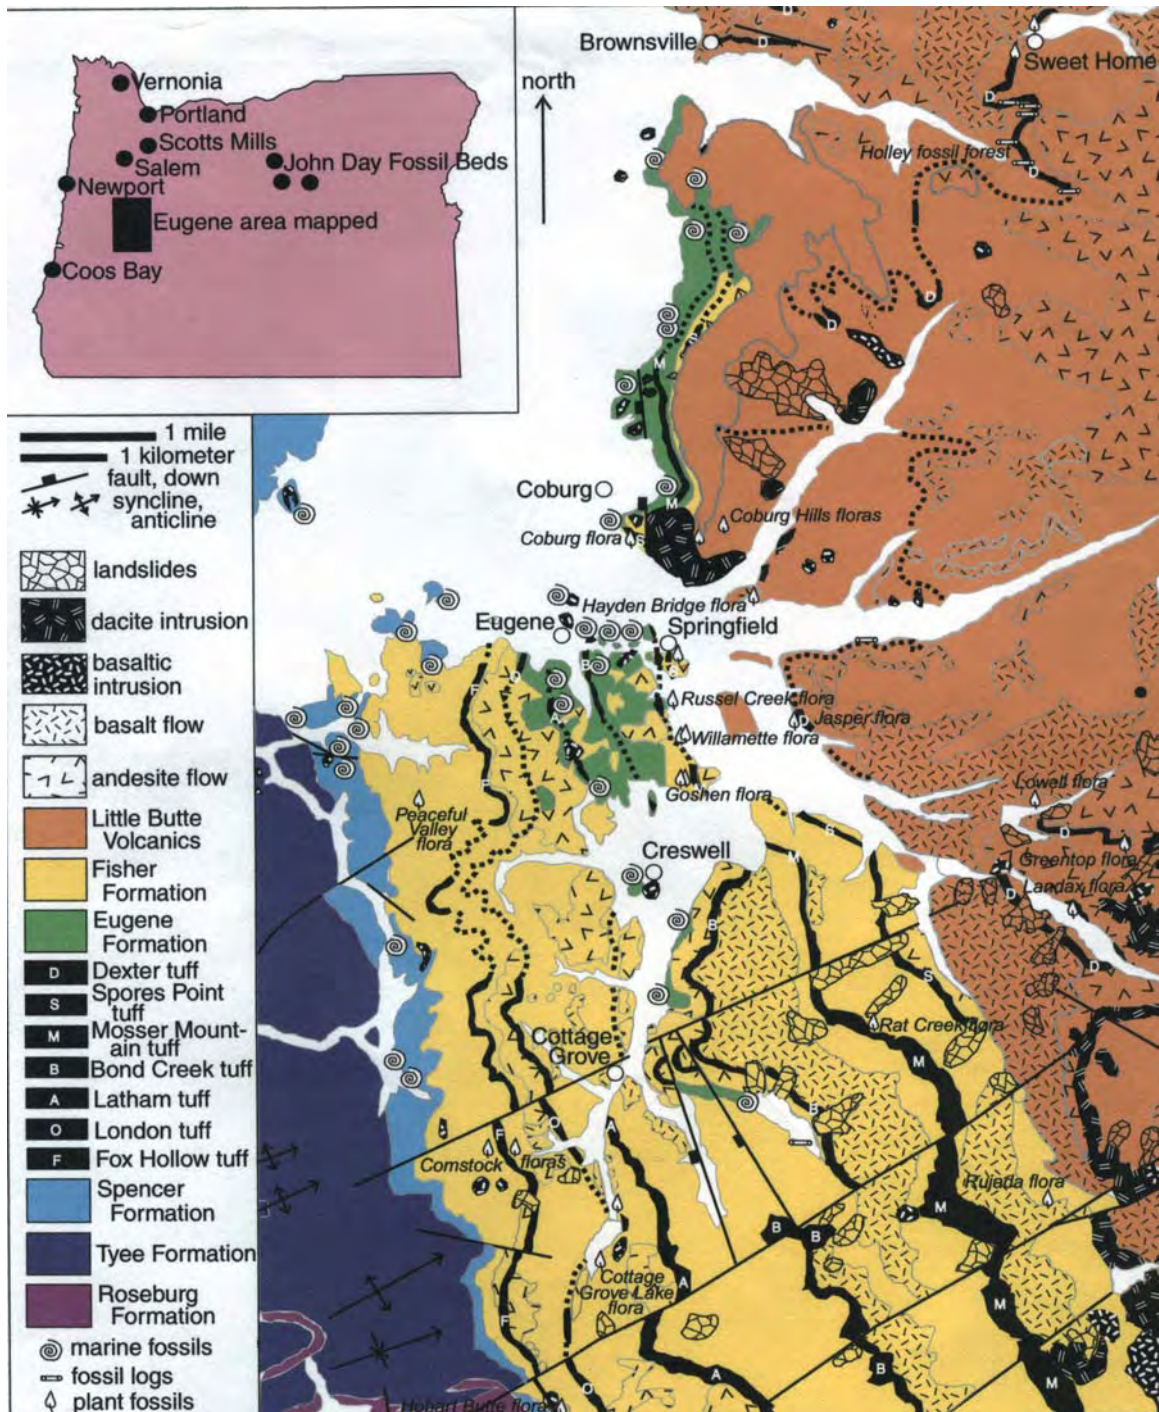 Vernonia
Portland
Scotts Mills
Salem
John Day Fossil Beds
Newport
Eugene area mapped
Coos Bay
north
Brownsville
Sweet Home
D
D
Holley fossil forest
D
D
D
S
M
Coburg
M
Coburg flora
S
Coburg Hills floras
Hayden Bridge flora
Eugene
Springfield
B
F
O
S
Russel Creek flora
A
D
Jasper flora
Willamette flora
Goshen flora
F
Lowell flora
Peaceful
Valley
flora
S
D
M
Creswell
Greentop flora
D
Landax flora
B
D
S
Rat Creek flora
Cottage
Grove
M
B
O
A
F
Comstock floras
Rujada flora
M
B
B
Cottage
Grove Lake
flora
A
M
F
B
A
M
O
Hobart Butte flora
1 mile
1 kilometer
fault, down
syncline,
anticline
landslides
dacite intrusion
basaltic
intrusion
basalt flow
andesite flow
Little Butte
Volcanics
Fisher
Formation
Eugene
Formation
D Dexter tuff
S Spores Point
tuff
M Mosser Mount-
ain tuff
B Bond Creek tuff
A Latham tuff
O London tuff
F Fox Hollow tuff
Spencer
Formation
Tyee Formation
Roseburg
Formation
marine fossils
fossil logs
plant fossils